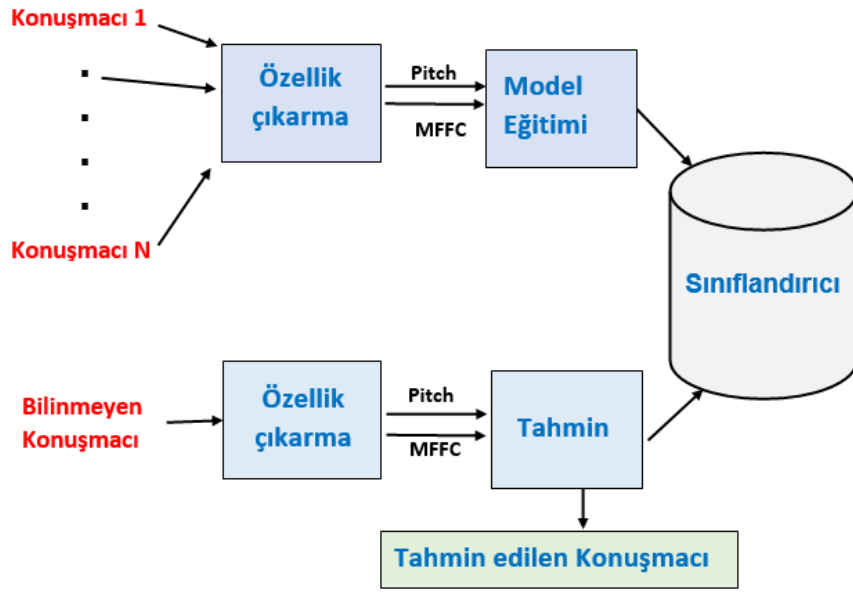 Konuşmacı 1
Özellik
çıkarma
Pitch
MFFC
Model
Eğitimi
Konuşmacı N
Sınıflandırıcı
Bilinmeyen
Konuşmacı
Özellik
çıkarma
Pitch
MFFC
Tahmin
Tahmin edilen Konuşmacı